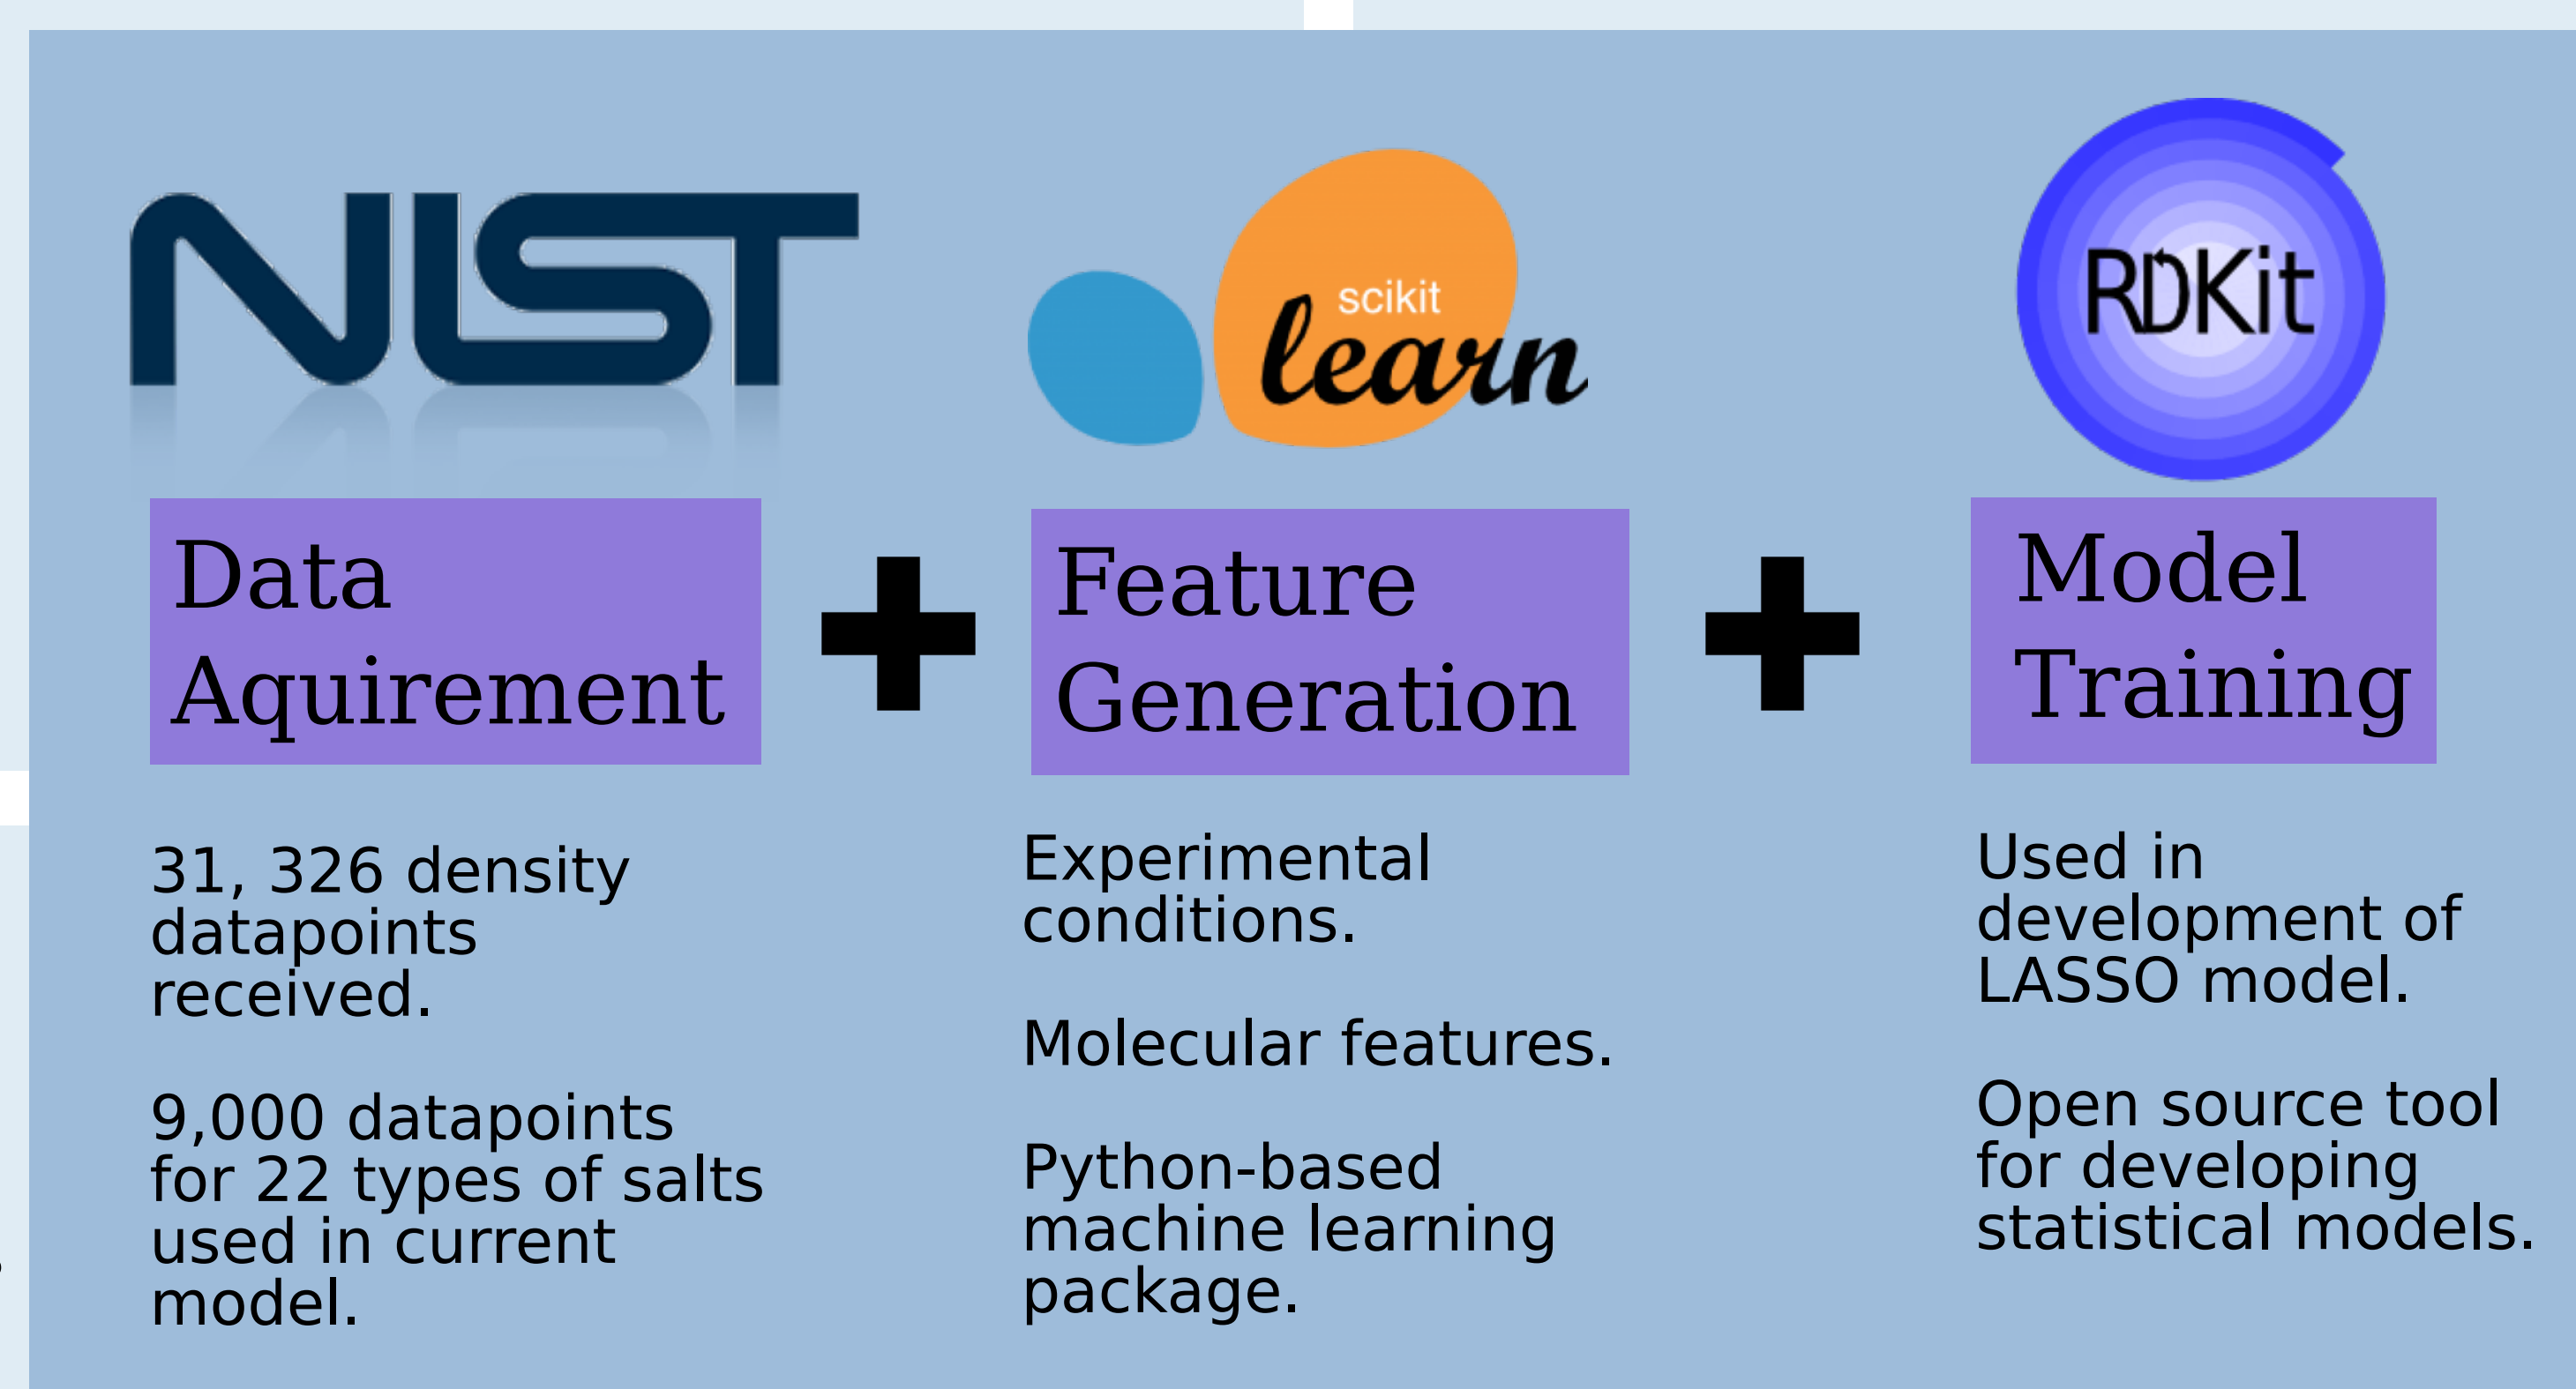 NIST
scikit
learn
RDKit
Data
Aquirement
Feature
Generation
Model
Training
31, 326 density
datapoints
received.
9,000 datapoints
for 22 types of salts
used in current
model.
Experimental
conditions.
Molecular features.
Python-based
machine learning
package.
Used in
development of
LASSO model.
Open source tool
for developing
statistical models.